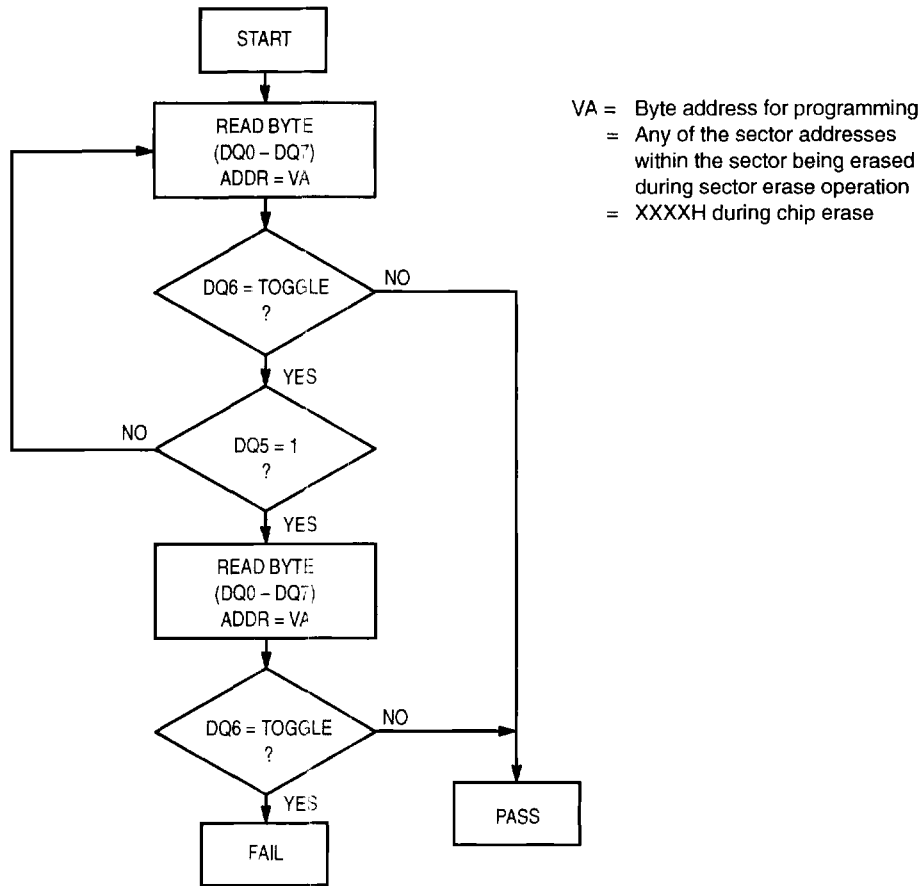 START
READ BYTE
(DQ0 – DQ7)
ADDR = VA
VA = Byte address for programming
= Any of the sector addresses
within the sector being erased
during sector erase operation
= XXXXH during chip erase
DQ6 = TOGGLE
?
NO
YES
DQ5 = 1
?
NO
YES
READ BYTE
(DQ0 – DQ7)
ADDR = VA
DQ6 = TOGGLE
?
NO
YES
PASS
FAIL